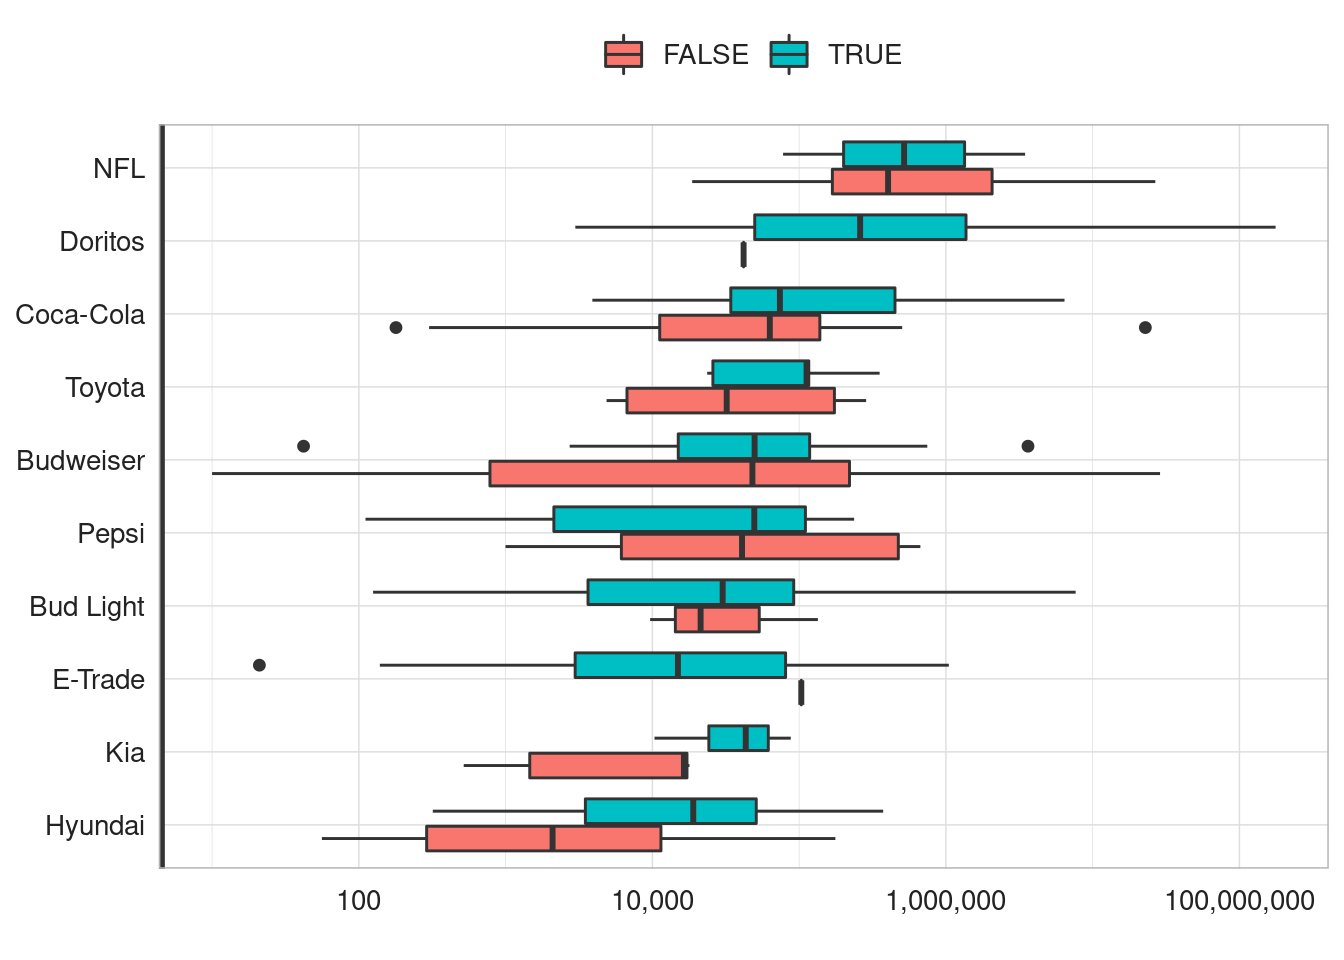 FALSE TRUE
NFL
Doritos
Coca-Cola
Toyota
Budweiser
Pepsi
Bud Light
E-Trade
Kia
Hyundai
100 10,000 1,000,000 100,000,000